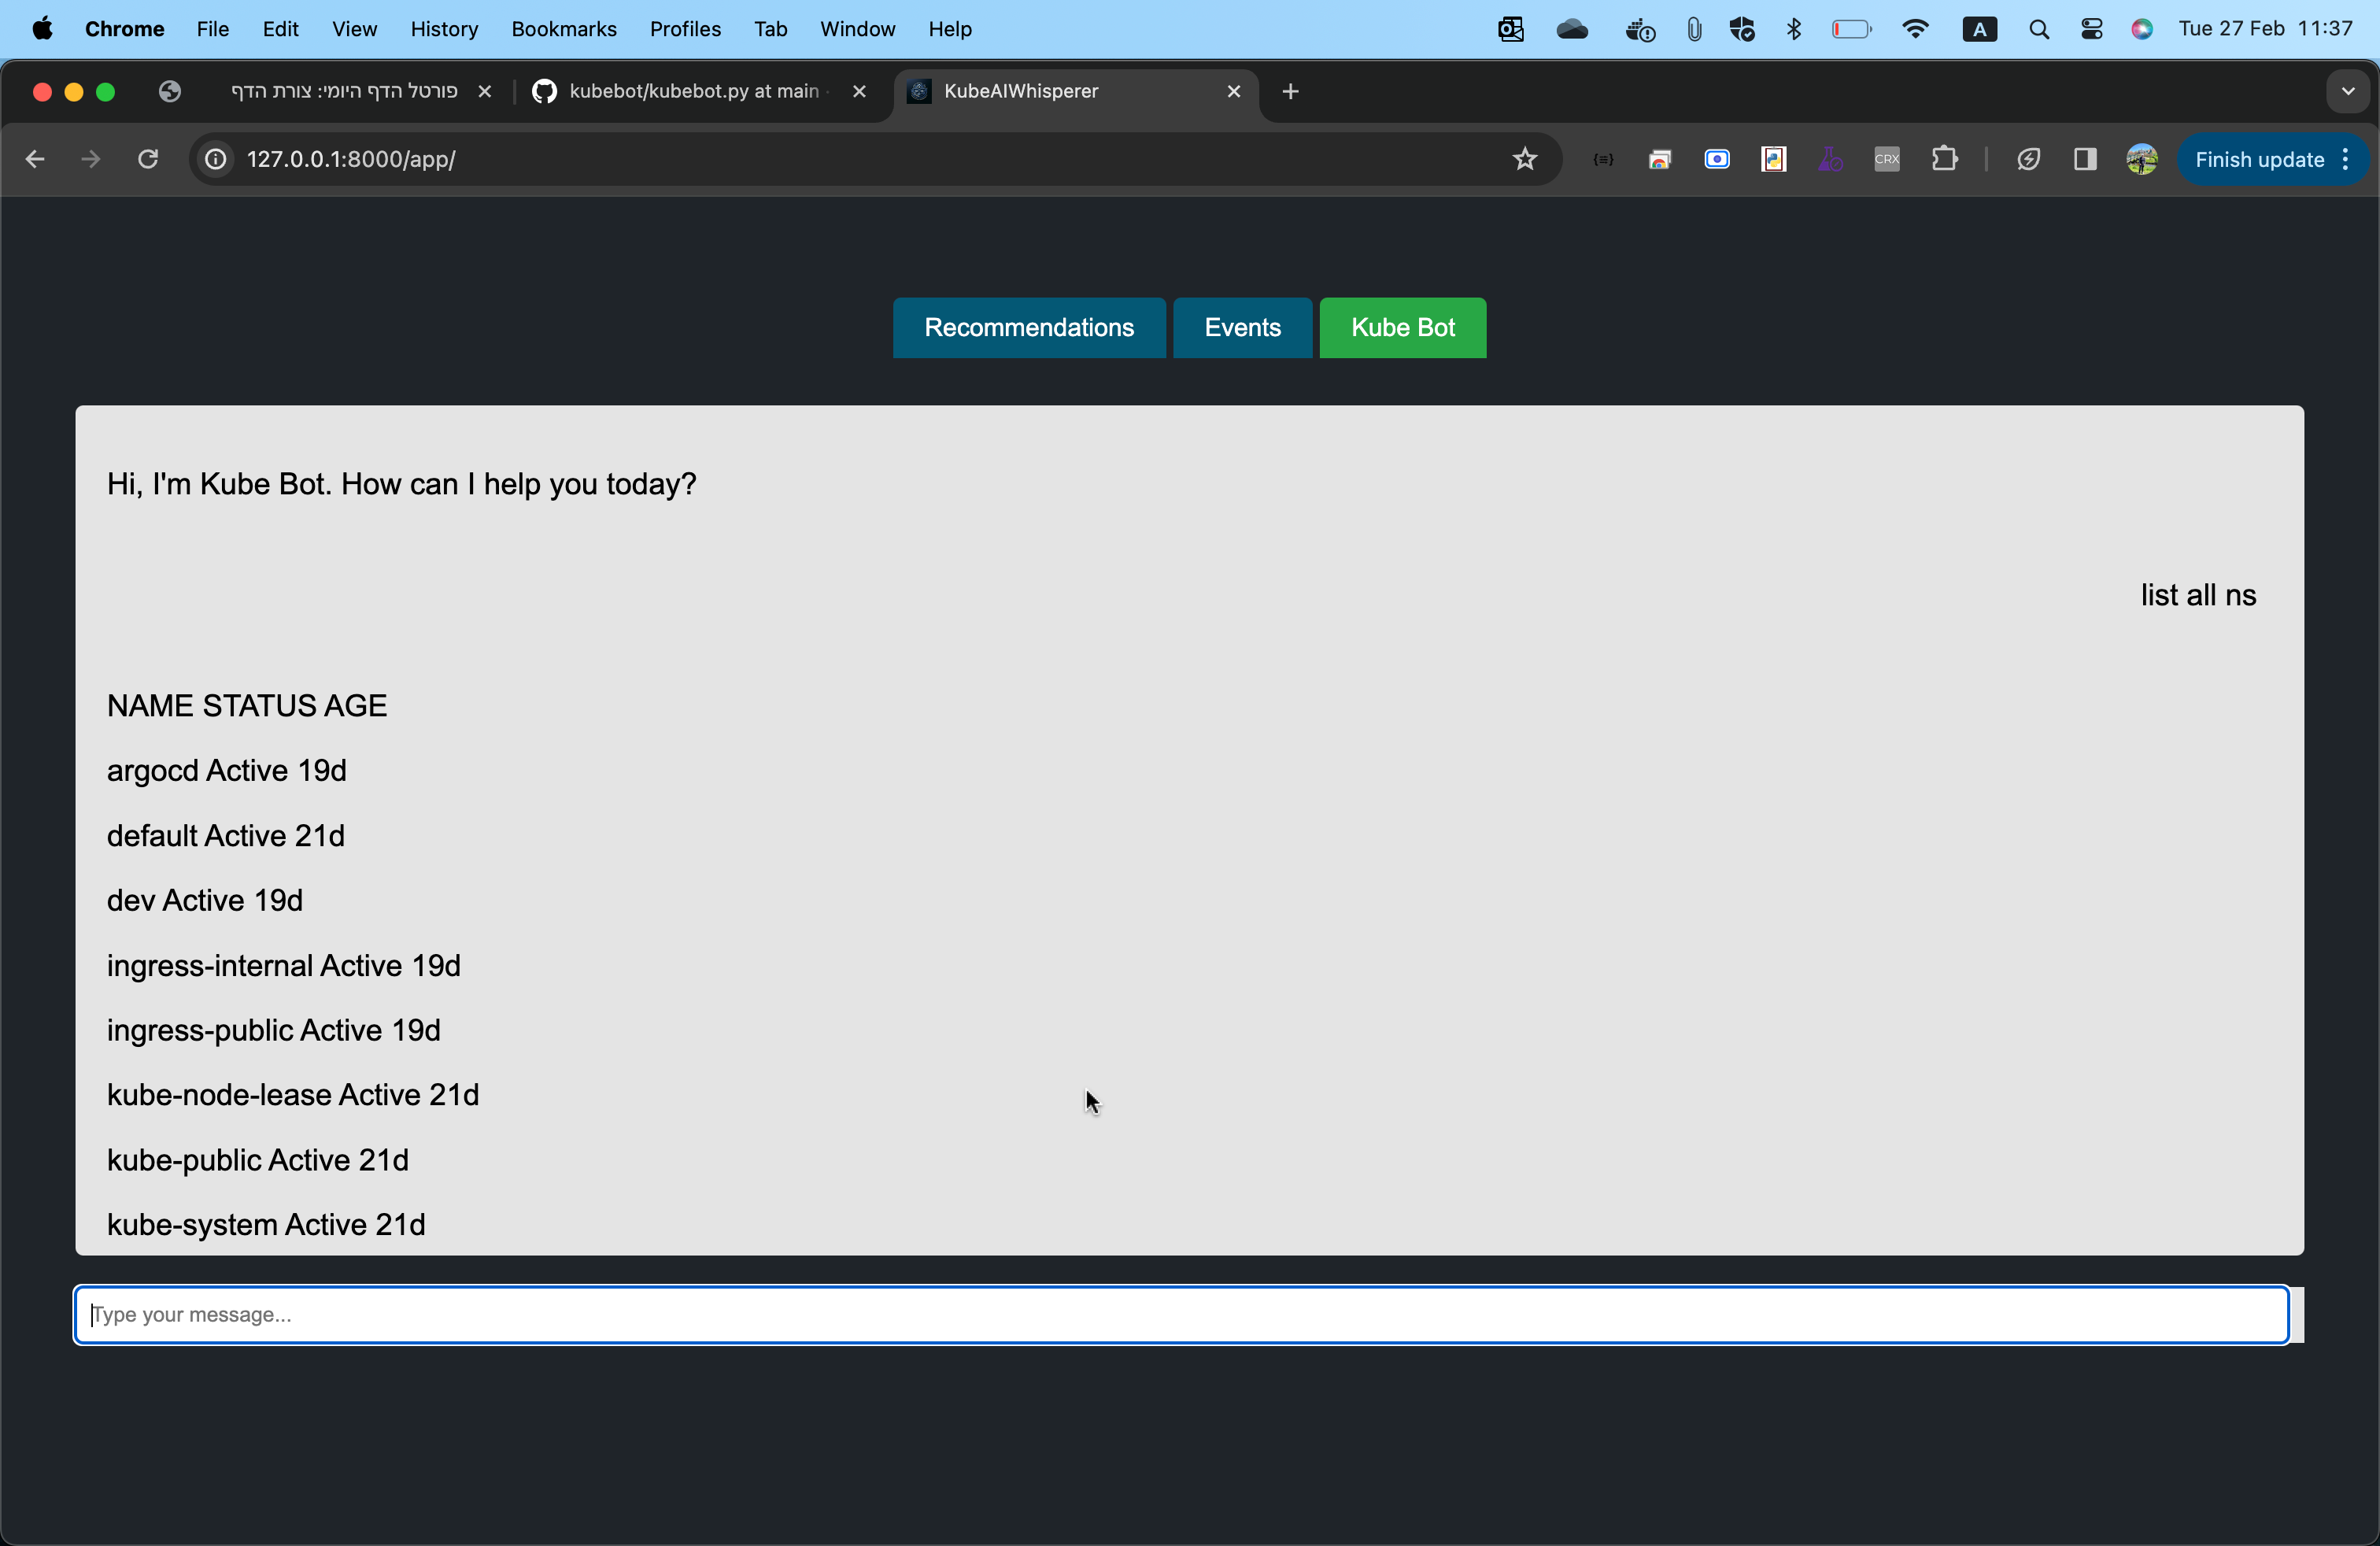 Chrome File Edit View History Bookmarks Profiles Tab Window Help A Tue 27 Feb 11:37
פורטל הדף היומי: צורת הדף kubebot/kubebot.py at main KubeAIWhisperer
127.0.0.1:8000/app/ {≡} CRX Finish update
Recommendations Events Kube Bot
Hi, I'm Kube Bot. How can I help you today?
list all ns
NAME STATUS AGE
argocd Active 19d
default Active 21d
dev Active 19d
ingress-internal Active 19d
ingress-public Active 19d
kube-node-lease Active 21d
kube-public Active 21d
kube-system Active 21d
Type your message...